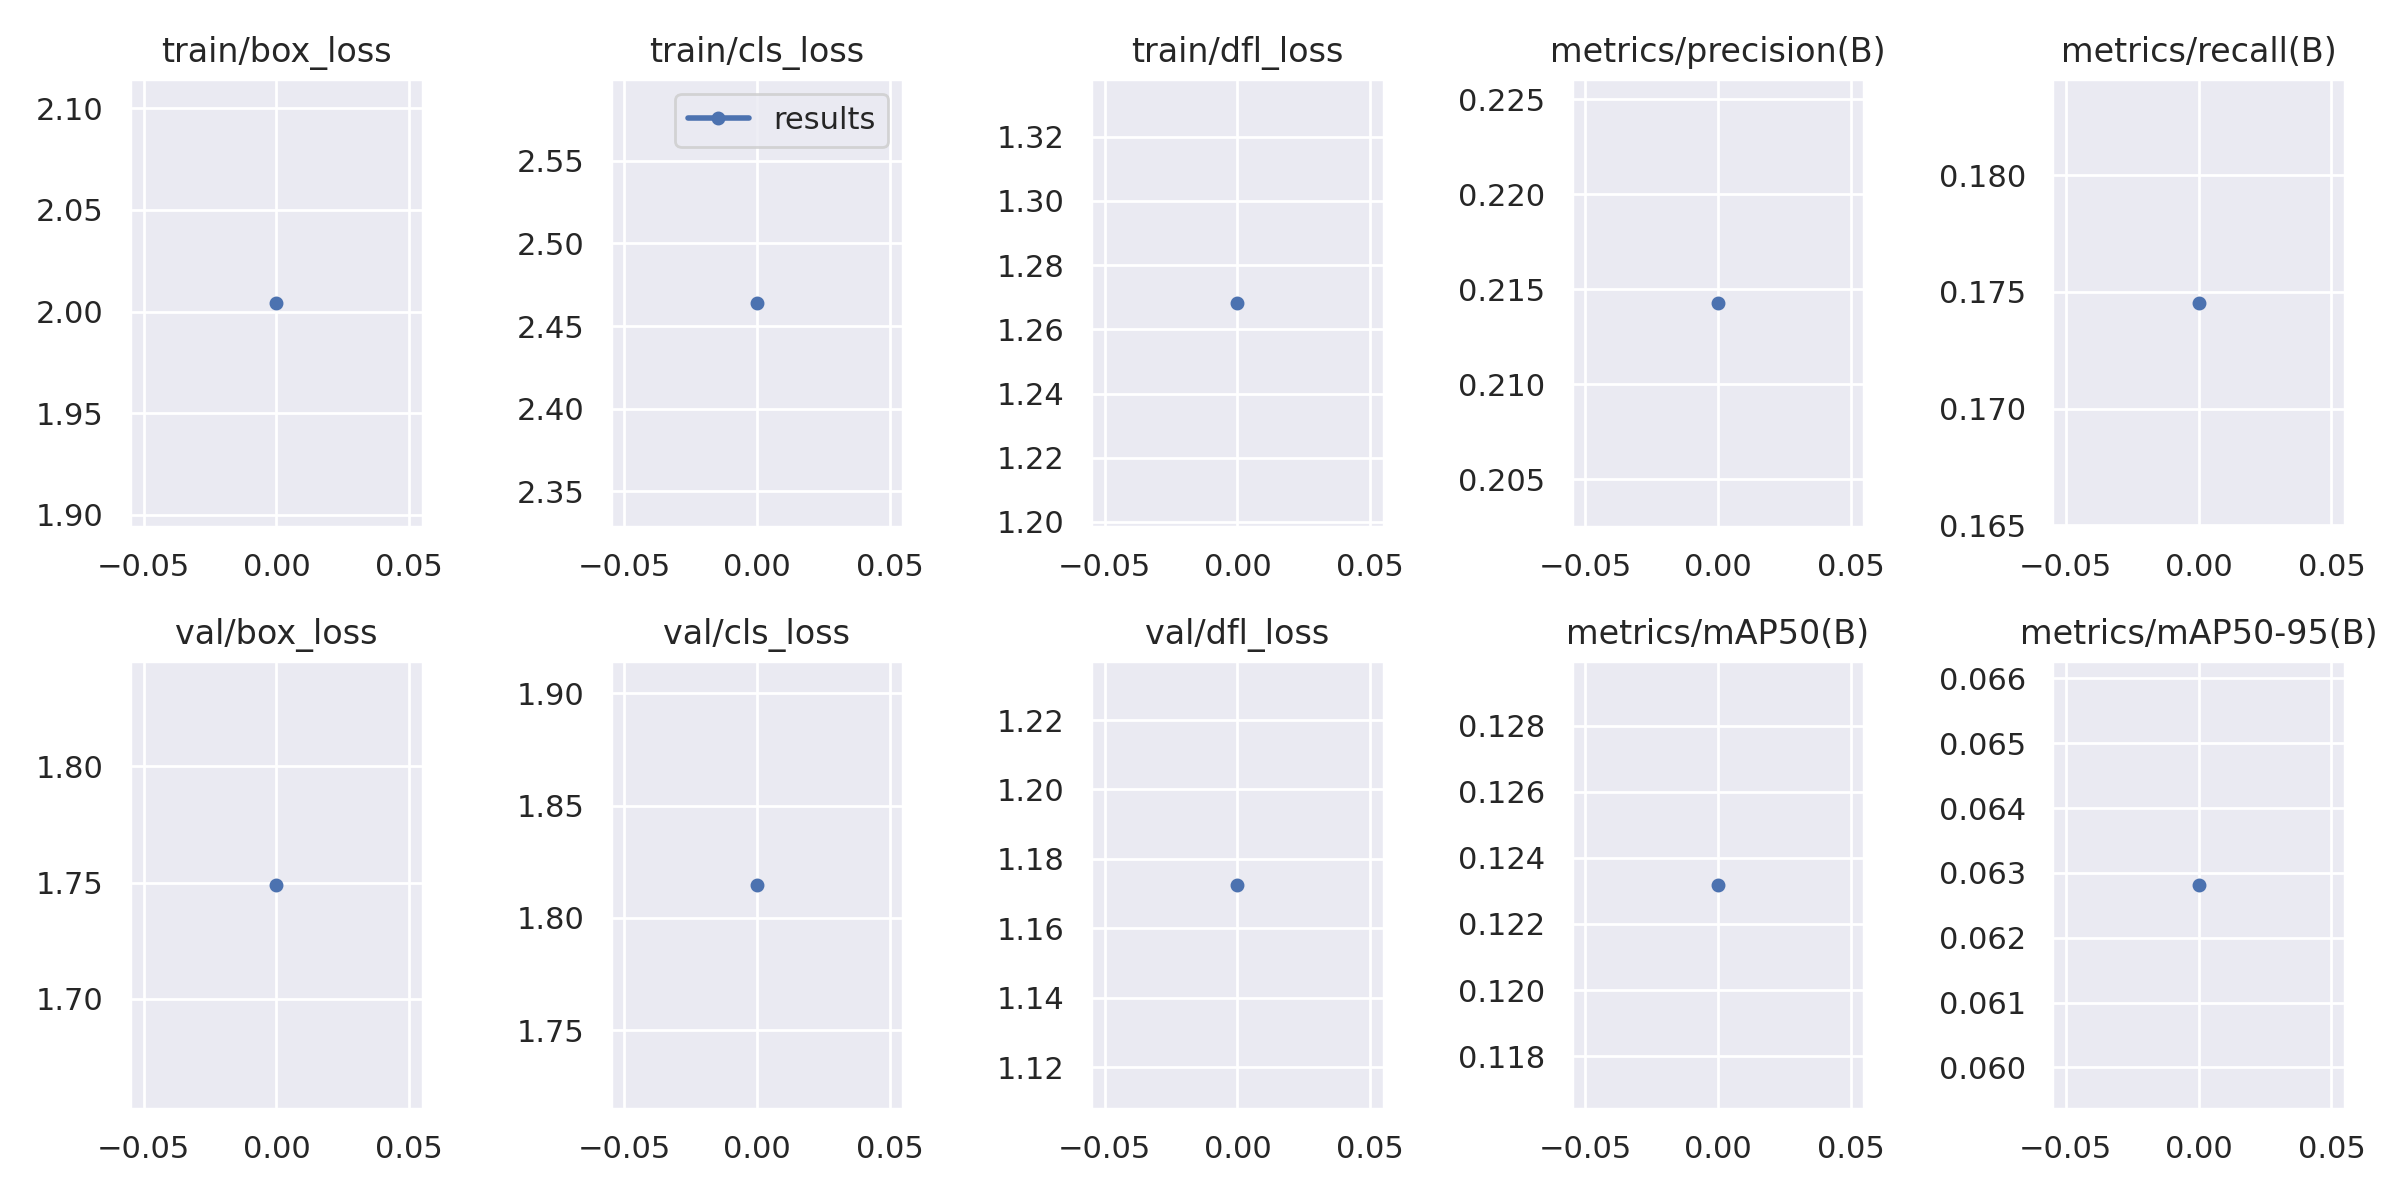 train/box_loss
2.10
2.05
2.00
1.95
1.90
−0.05 0.00 0.05
train/cls_loss
results
2.55
2.50
2.45
2.40
2.35
−0.05 0.00 0.05
train/dfl_loss
1.32
1.30
1.28
1.26
1.24
1.22
1.20
−0.05 0.00 0.05
metrics/precision(B)
0.225
0.220
0.215
0.210
0.205
−0.05 0.00 0.05
metrics/recall(B)
0.180
0.175
0.170
0.165
−0.05 0.00 0.05
val/box_loss
1.80
1.75
1.70
−0.05 0.00 0.05
val/cls_loss
1.90
1.85
1.80
1.75
−0.05 0.00 0.05
val/dfl_loss
1.22
1.20
1.18
1.16
1.14
1.12
−0.05 0.00 0.05
metrics/mAP50(B)
0.128
0.126
0.124
0.122
0.120
0.118
−0.05 0.00 0.05
metrics/mAP50-95(B)
0.066
0.065
0.064
0.063
0.062
0.061
0.060
−0.05 0.00 0.05